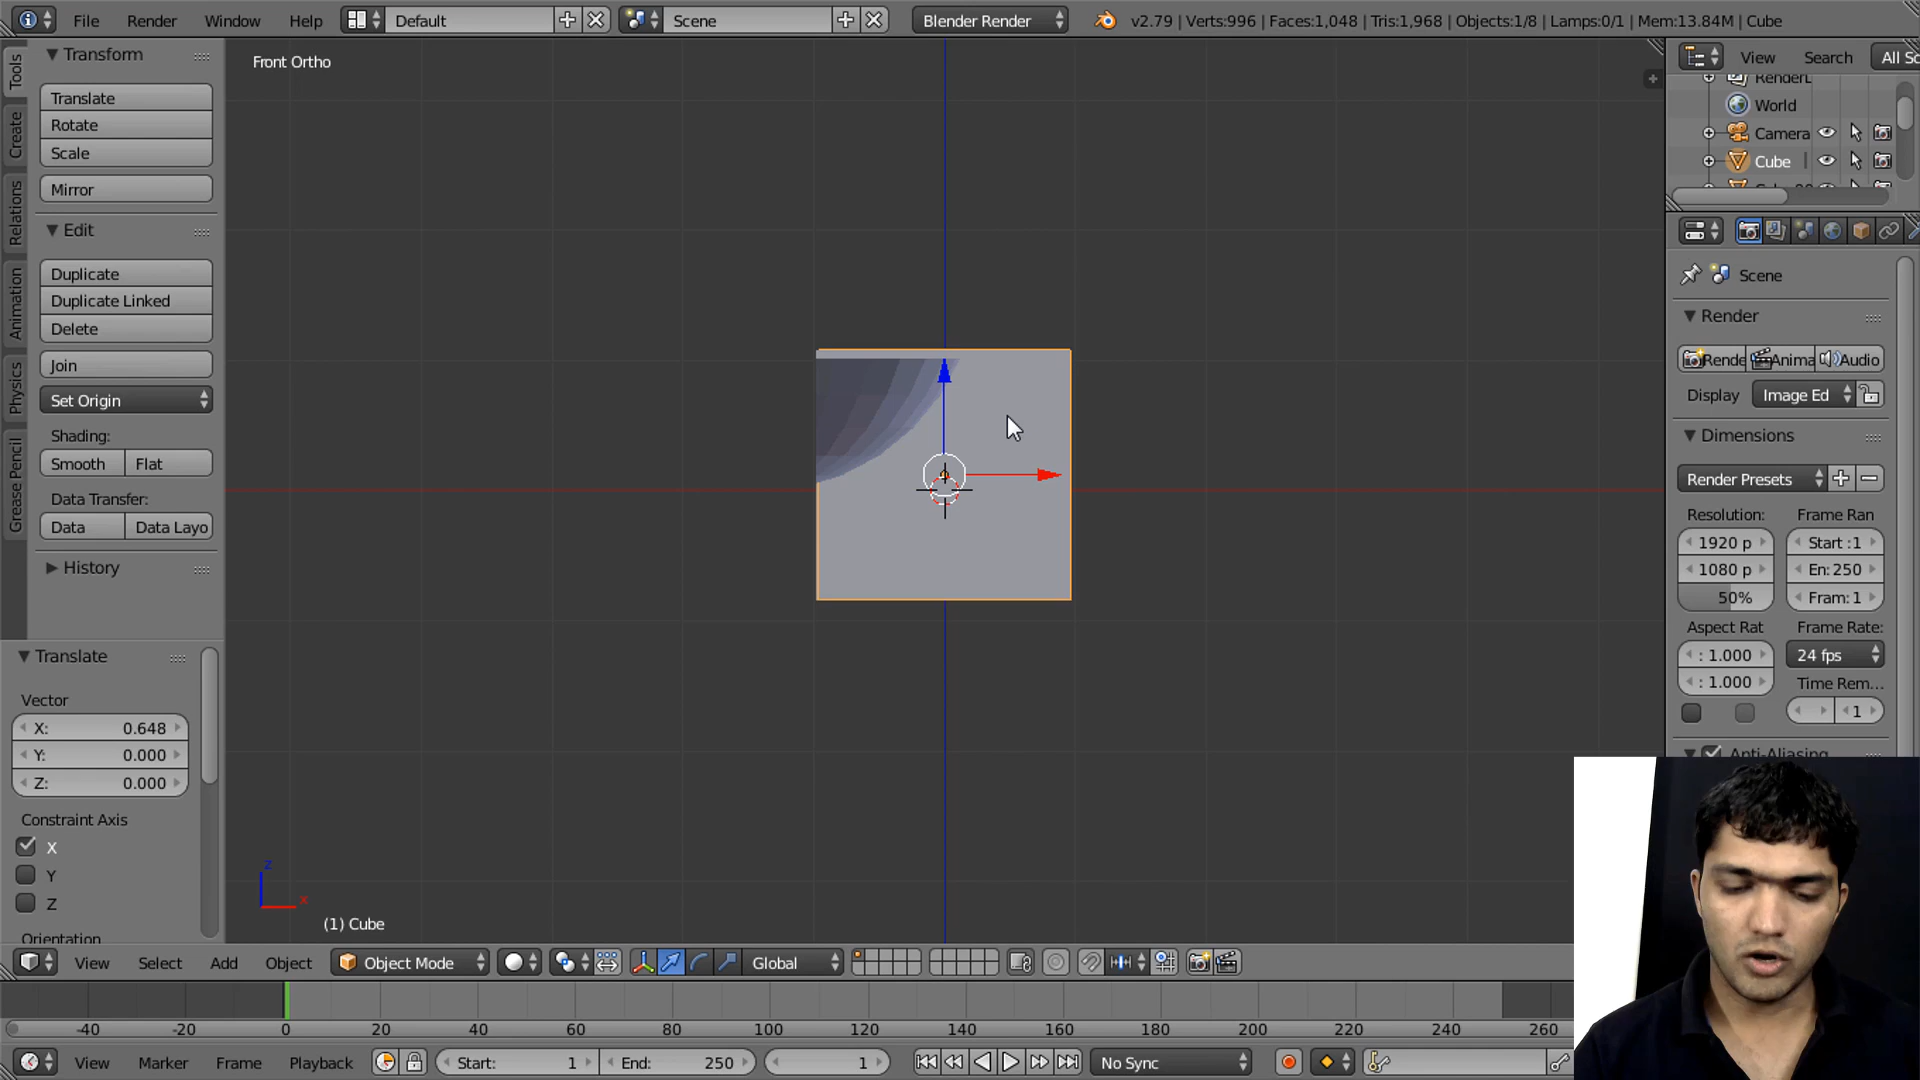 File Render Window Help Default Scene Blender Render v2.79 | Verts:996 | Faces:1,048 | Tris:1,968 | Objects:1/8 | Lamps:0/1 | Mem:13.84M | Cube
Tools
Create
Relations
Animation
Physics
Grease Pencil
Transform
Translate
Rotate
Scale
Mirror
Edit
Duplicate
Duplicate Linked
Delete
Join
Set Origin
Shading:
Smooth Flat
Data Transfer:
Data Data Layo
History
Translate
Vector
X: 0.648
Y: 0.000
Z: 0.000
Constraint Axis
X
Y
Z
Orientation
Front Ortho
z
x
(1) Cube
View Search All Sc
RenderL
World
Camera
Cube
Scene
Render
Rende Anima Audio
Display Image Ed
Dimensions
Render Presets
Resolution: Frame Ran
1920 p Start :1
1080 p En: 250
50% Fram: 1
Aspect Rat Frame Rate:
: 1.000 24 fps
: 1.000 Time Rem...
1
Anti-Aliasing
View Select Add Object Object Mode Global
-40 -20 0 20 40 60 80 100 120 140 160 180 200 220 240 260
View Marker Frame Playback Start: 1 End: 250 1 No Sync